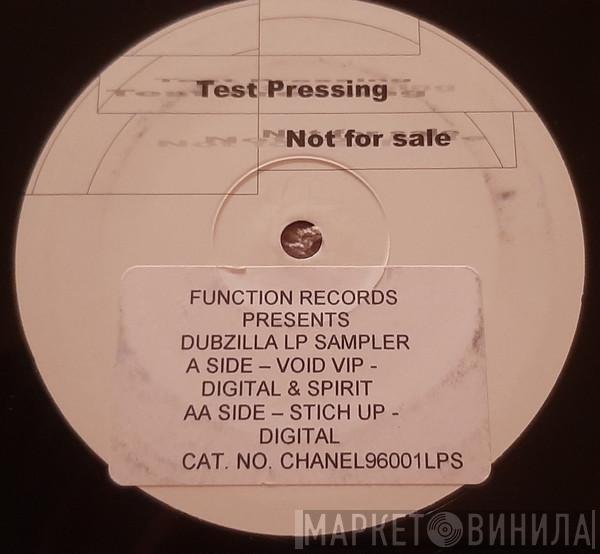 Test Pressing
Not for sale
FUNCTION RECORDS
PRESENTS
DUBZILLA LP SAMPLER
A SIDE – VOID VIP -
DIGITAL & SPIRIT
AA SIDE – STICH UP -
DIGITAL
CAT. NO. CHANEL96001LPS
МАРКЕТ ВИНИЛА